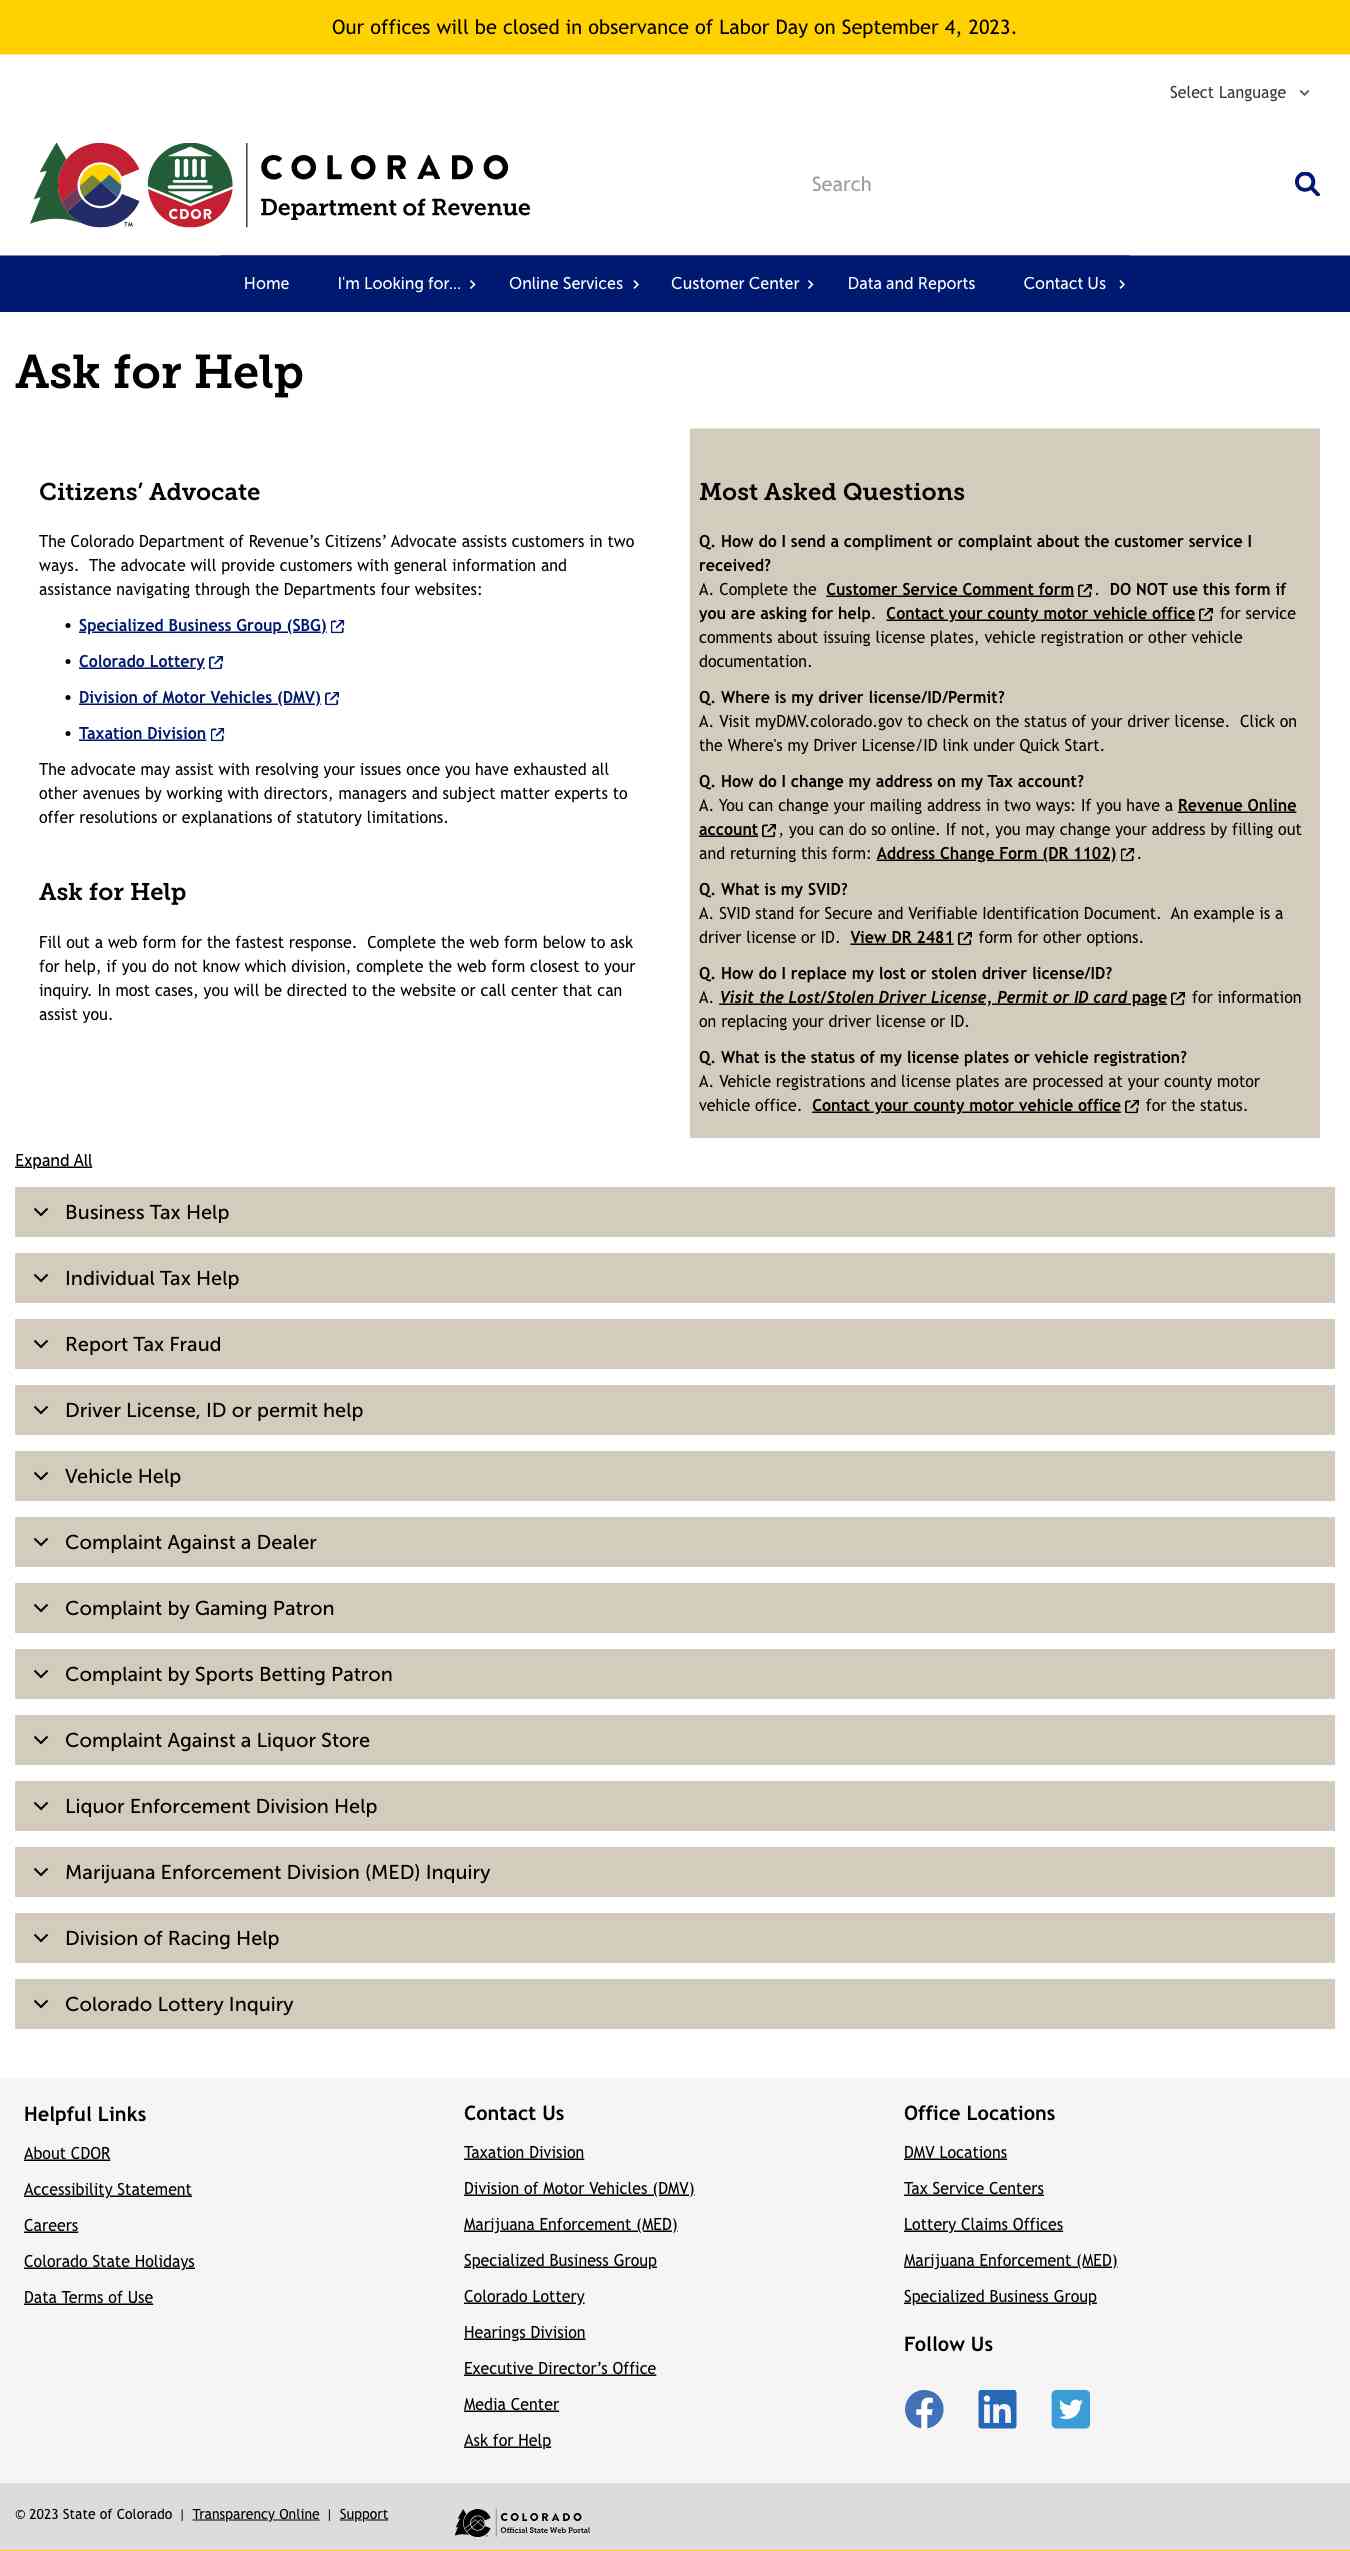 Our offices will be closed in observance of Labor Day on September 4, 2023.
Select Language
CDOR
TM
COLORADO
Department of Revenue
Search
Home
I'm Looking for...
Online Services
Customer Center
Data and Reports
Contact Us
Ask for Help
Citizens’ Advocate
The Colorado Department of Revenue’s Citizens’ Advocate assists customers in two
ways.  The advocate will provide customers with general information and
assistance navigating through the Departments four websites:
• Specialized Business Group (SBG)
• Colorado Lottery
• Division of Motor Vehicles (DMV)
• Taxation Division
The advocate may assist with resolving your issues once you have exhausted all
other avenues by working with directors, managers and subject matter experts to
offer resolutions or explanations of statutory limitations.
Ask for Help
Fill out a web form for the fastest response.  Complete the web form below to ask
for help, if you do not know which division, complete the web form closest to your
inquiry. In most cases, you will be directed to the website or call center that can
assist you.
Most Asked Questions
Q. How do I send a compliment or complaint about the customer service I
received?
A. Complete the  Customer Service Comment form .  DO NOT use this form if
you are asking for help.  Contact your county motor vehicle office for service
comments about issuing license plates, vehicle registration or other vehicle
documentation.
Q. Where is my driver license/ID/Permit?
A. Visit myDMV.colorado.gov to check on the status of your driver license.  Click on
the Where's my Driver License/ID link under Quick Start.
Q. How do I change my address on my Tax account?
A. You can change your mailing address in two ways: If you have a Revenue Online
account , you can do so online. If not, you may change your address by filling out
and returning this form: Address Change Form (DR 1102) .
Q. What is my SVID?
A. SVID stand for Secure and Verifiable Identification Document.  An example is a
driver license or ID.  View DR 2481 form for other options.
Q. How do I replace my lost or stolen driver license/ID?
A. Visit the Lost/Stolen Driver License, Permit or ID card page for information
on replacing your driver license or ID.
Q. What is the status of my license plates or vehicle registration?
A. Vehicle registrations and license plates are processed at your county motor
vehicle office.  Contact your county motor vehicle office for the status.
Expand All
Business Tax Help
Individual Tax Help
Report Tax Fraud
Driver License, ID or permit help
Vehicle Help
Complaint Against a Dealer
Complaint by Gaming Patron
Complaint by Sports Betting Patron
Complaint Against a Liquor Store
Liquor Enforcement Division Help
Marijuana Enforcement Division (MED) Inquiry
Division of Racing Help
Colorado Lottery Inquiry
Helpful Links
About CDOR
Accessibility Statement
Careers
Colorado State Holidays
Data Terms of Use
Contact Us
Taxation Division
Division of Motor Vehicles (DMV)
Marijuana Enforcement (MED)
Specialized Business Group
Colorado Lottery
Hearings Division
Executive Director’s Office
Media Center
Ask for Help
Office Locations
DMV Locations
Tax Service Centers
Lottery Claims Offices
Marijuana Enforcement (MED)
Specialized Business Group
Follow Us
© 2023 State of Colorado | Transparency Online | Support
COLORADO
Official State Web Portal